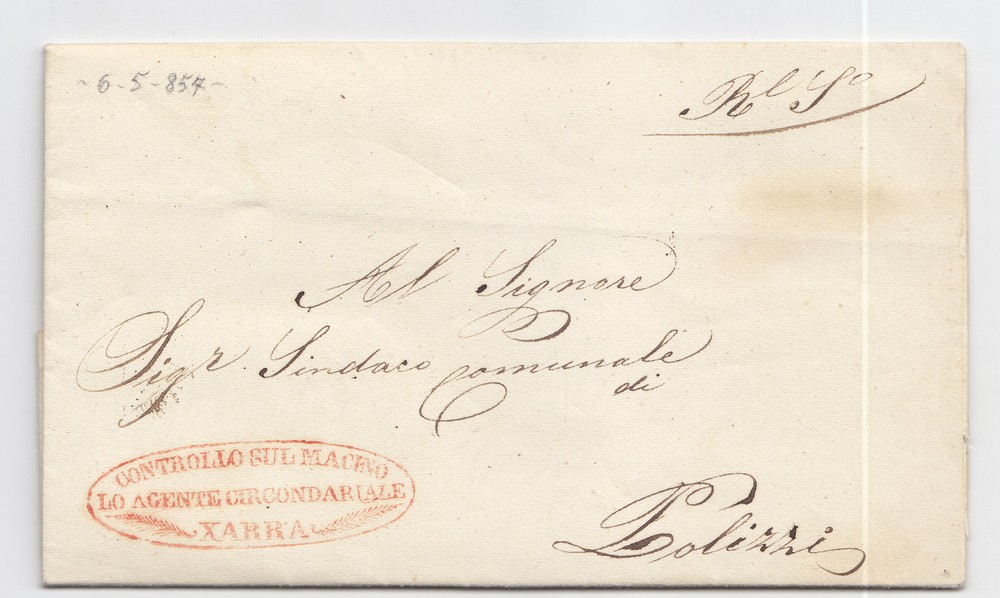 ~ 6-5-857 -
Rl So
Al Signore
Sigr Sindaco Comunale
di
Polizzi
CONTROLLO SUL MACINO
LO AGENTE CIRCONDARIALE
XARRA